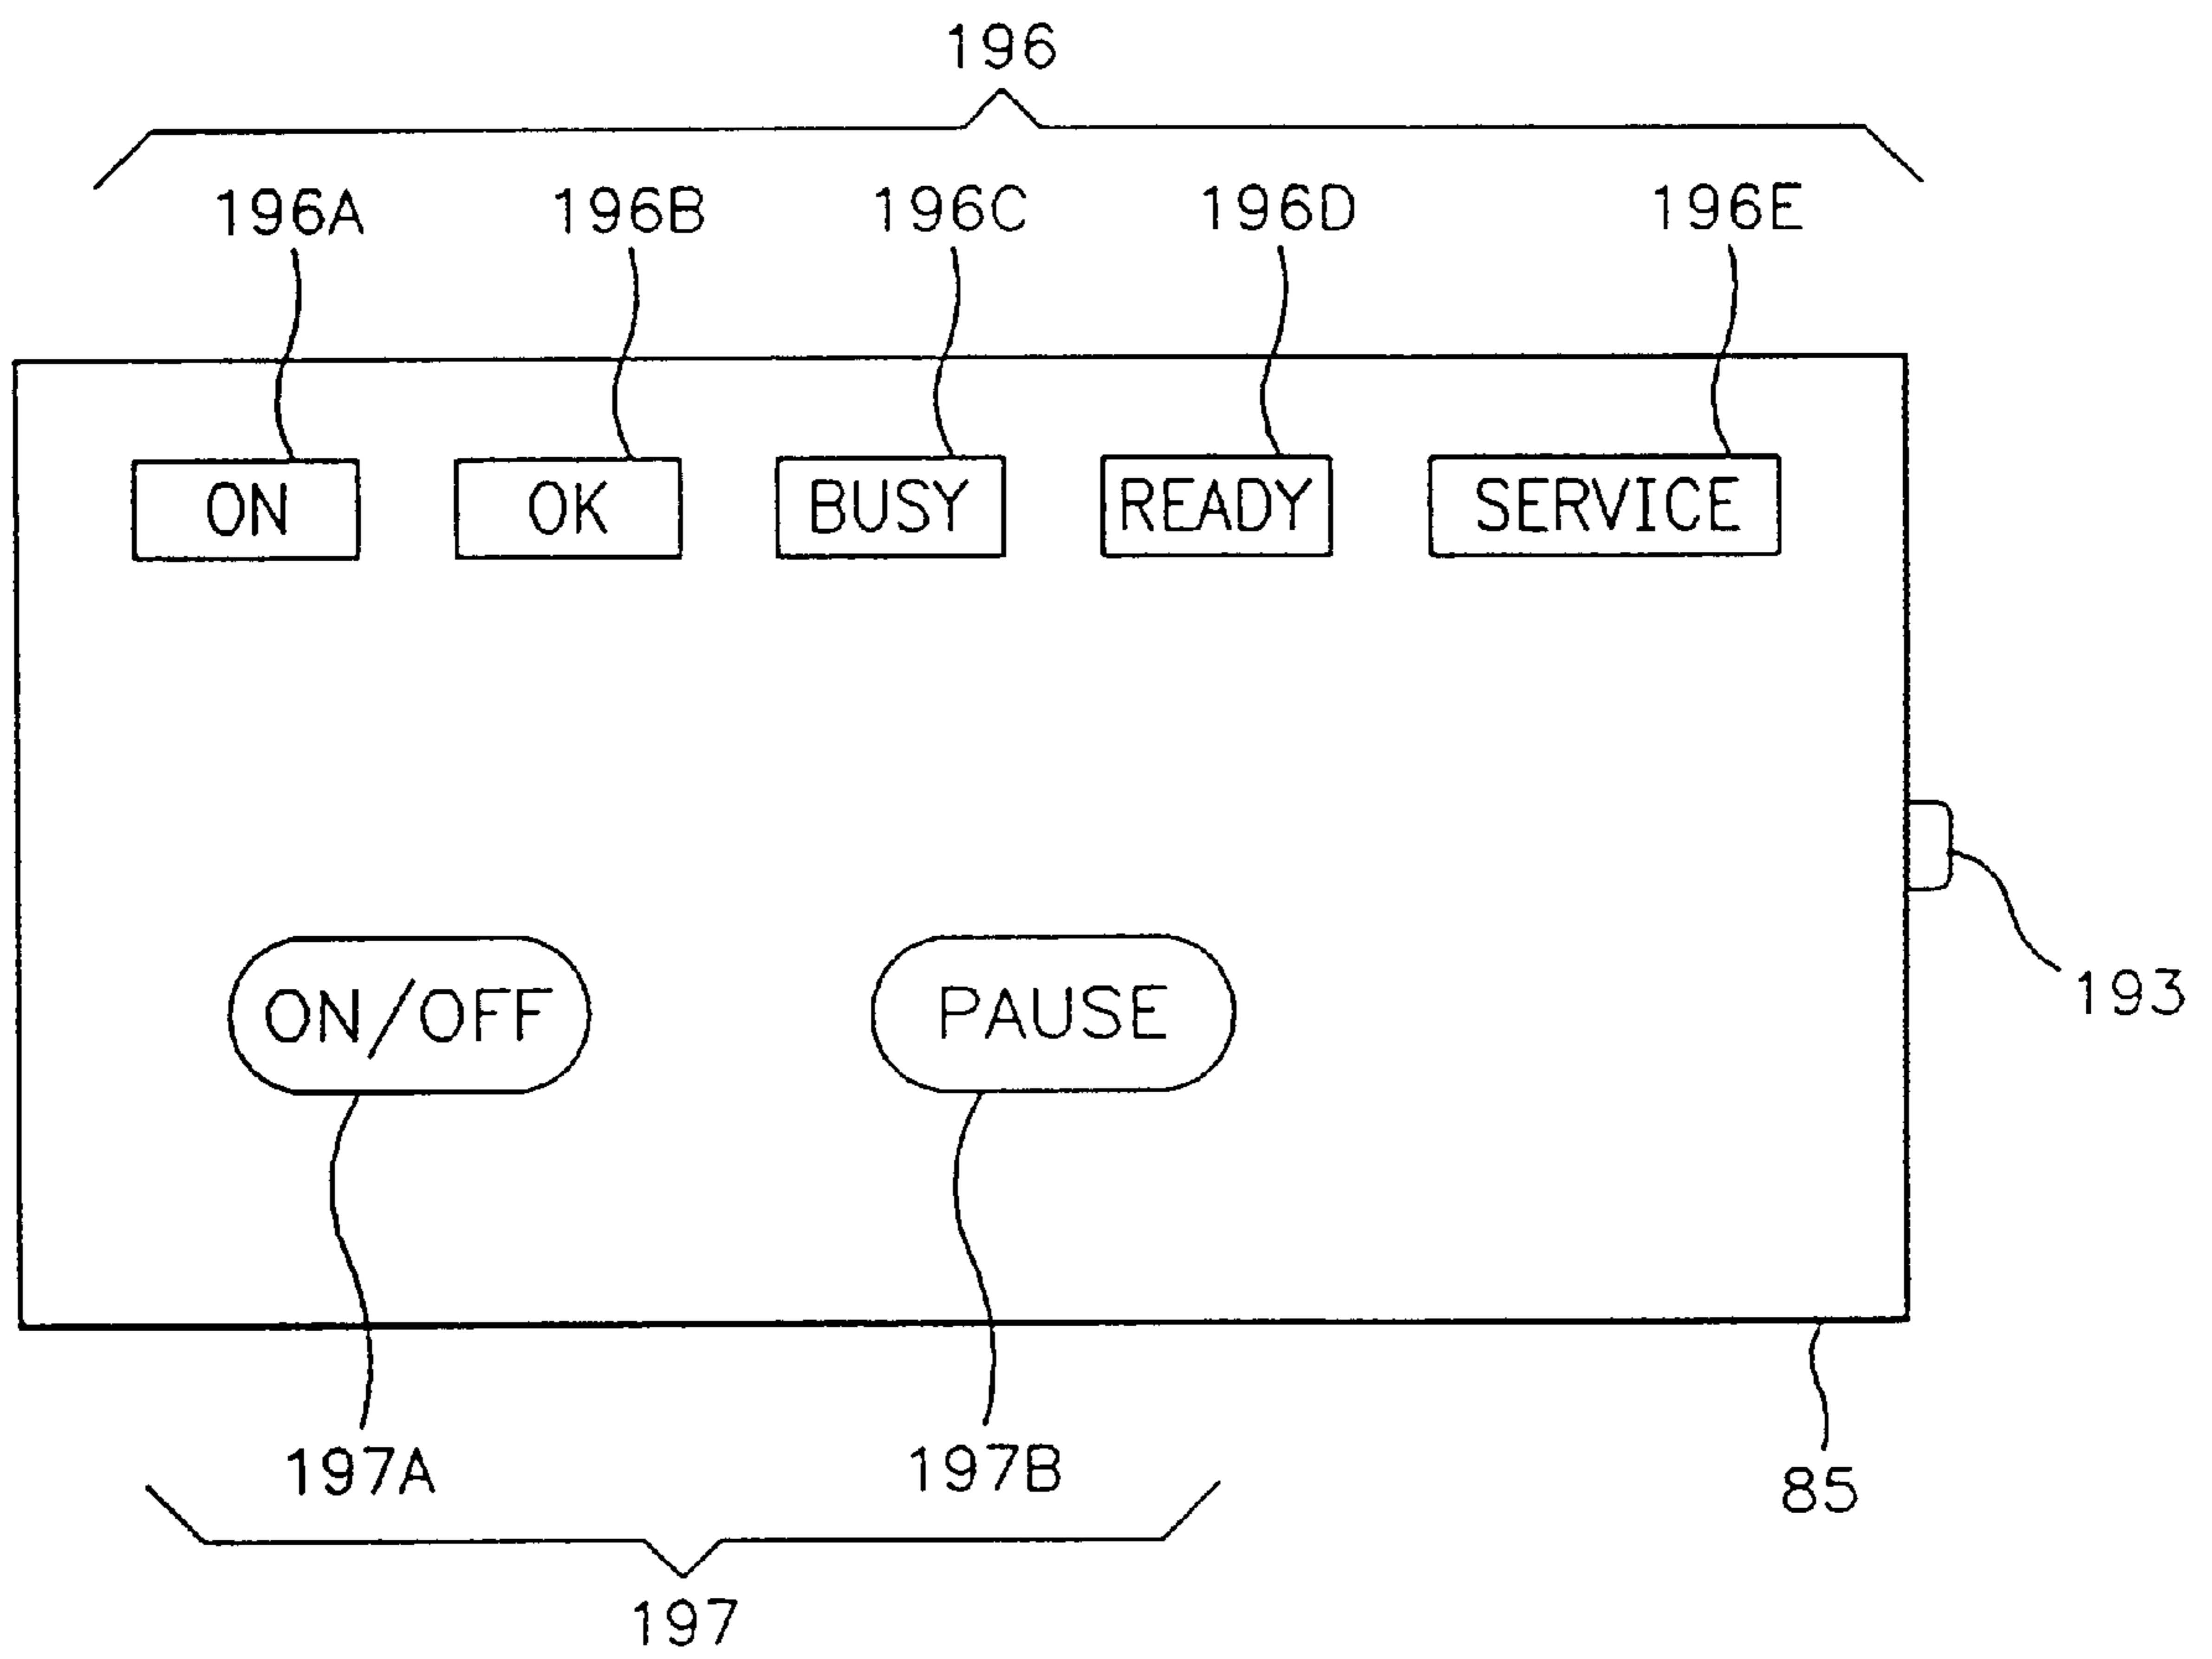 196
196A 196B 196C 196D 196E
ON OK BUSY READY SERVICE
193
ON/OFF PAUSE
197A 197B 85
197